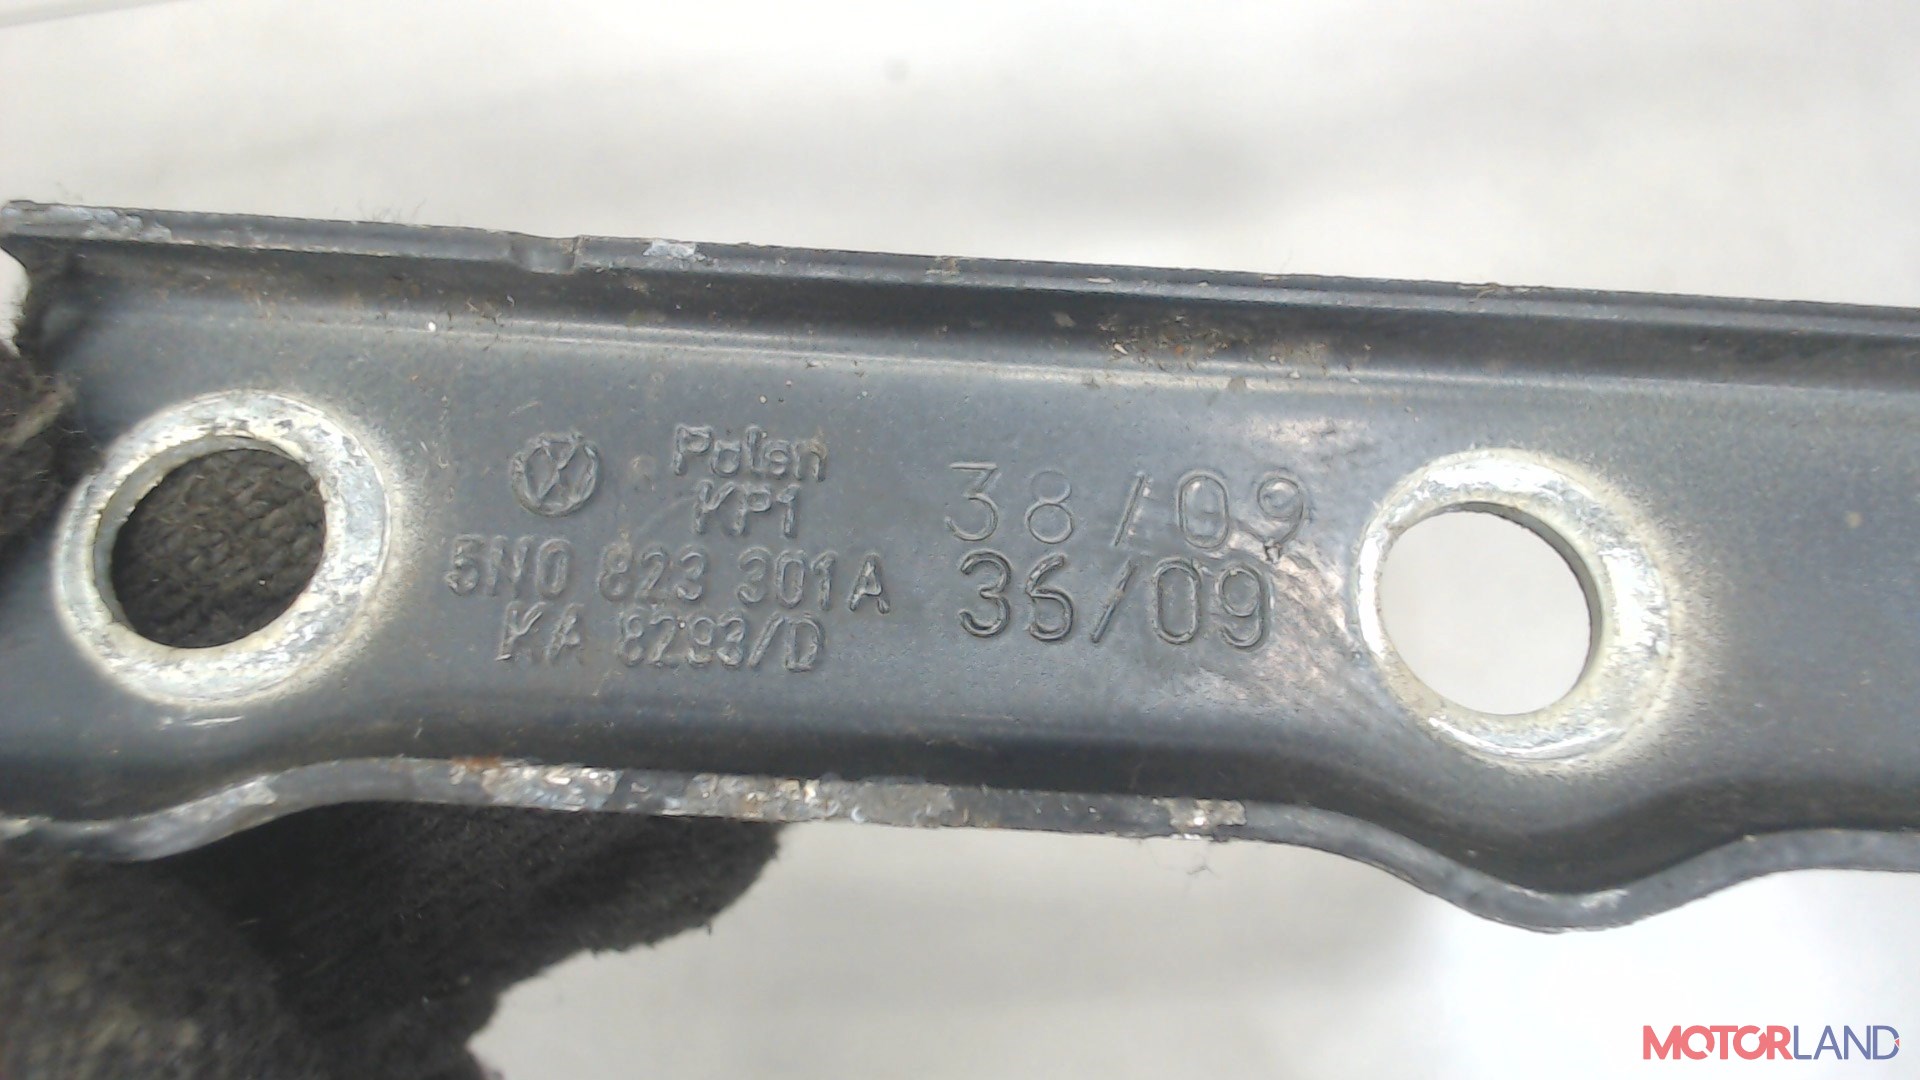 Polen
KP1
5N0 823 301A
KA 8293/D
38/09
36/09
MOTORLAND